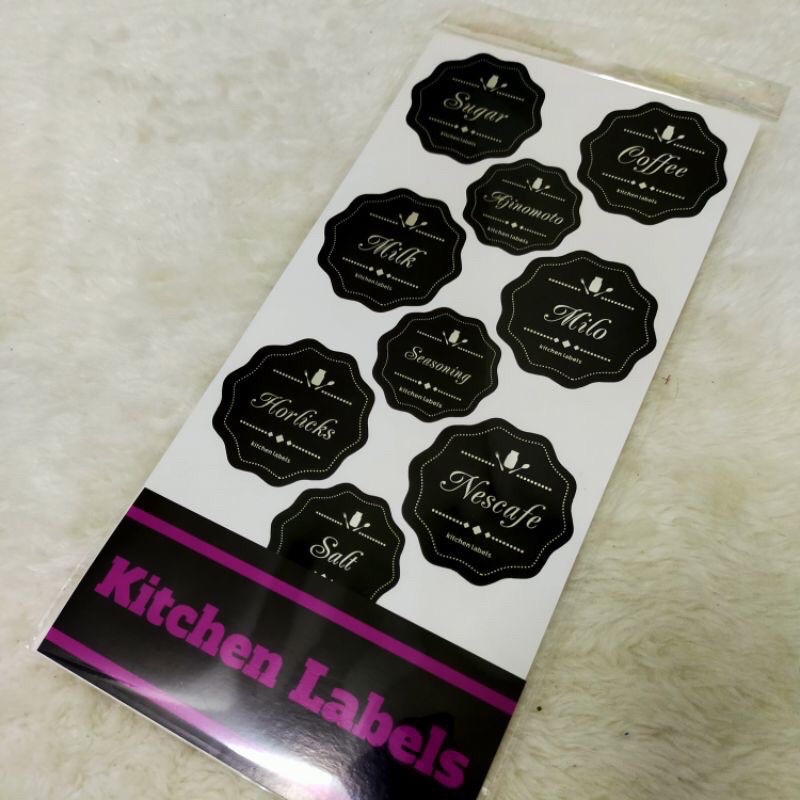 Sugar
kitchen labels
Coffee
kitchen labels
Aginomoto
kitchen labels
Milk
kitchen labels
Milo
kitchen labels
Seasoning
kitchen labels
Horlicks
kitchen labels
Nescafe
kitchen labels
Salt
Kitchen Labels